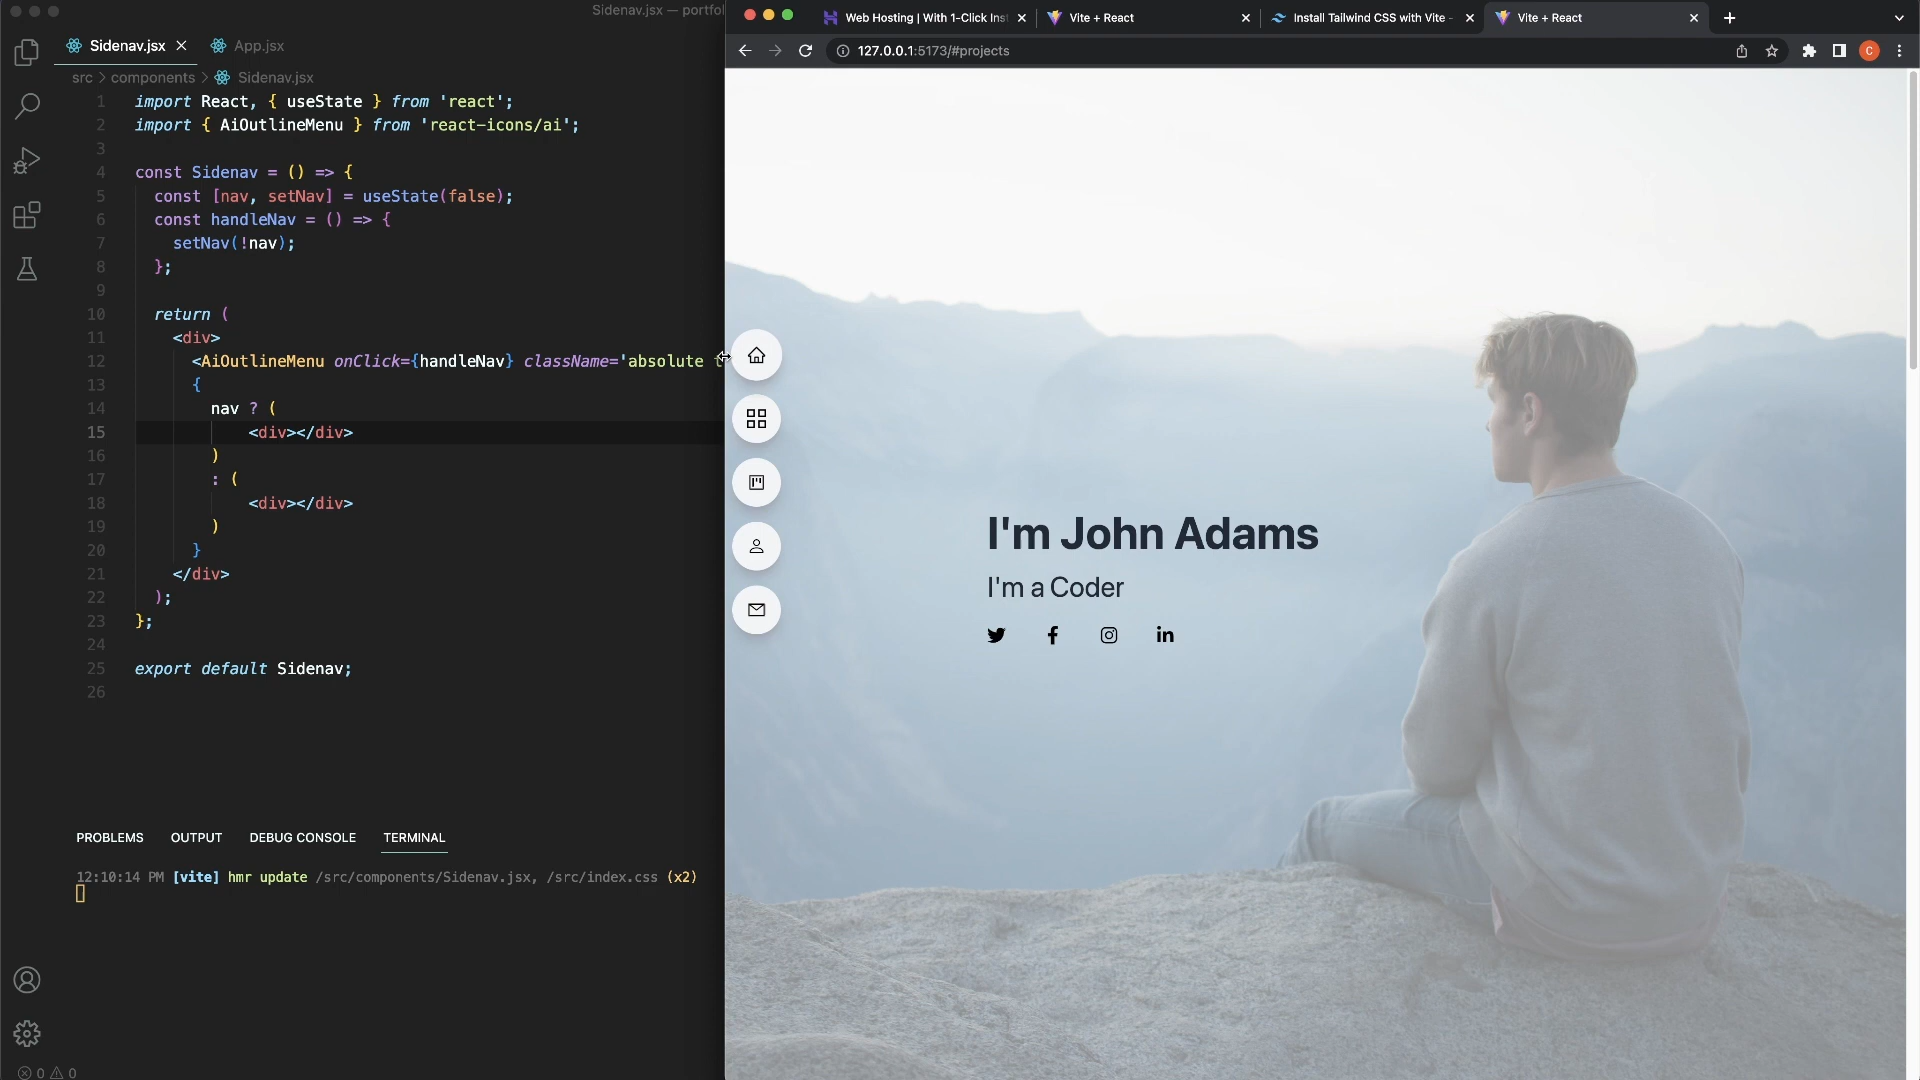 Sidenav.jsx — portfol
Sidenav.jsx
App.jsx
src > components > Sidenav.jsx
1 import React, { useState } from 'react';
2 import { AiOutlineMenu } from 'react-icons/ai';
3
4 const Sidenav = () => {
5 const [nav, setNav] = useState(false);
6 const handleNav = () => {
7 setNav(!nav);
8 };
9
10 return (
11 <div>
12 <AiOutlineMenu onClick={handleNav} className='absolute t
13 {
14 nav ? (
15 <div></div>
16 )
17 : (
18 <div></div>
19 )
20 }
21 </div>
22 );
23 };
24
25 export default Sidenav;
26
PROBLEMS OUTPUT DEBUG CONSOLE TERMINAL
12:10:14 PM [vite] hmr update /src/components/Sidenav.jsx, /src/index.css (x2)
0 0
Web Hosting | With 1-Click Ins
Vite + React
Install Tailwind CSS with Vite -
Vite + React
127.0.0.1:5173/#projects
C
I'm John Adams
I'm a Coder